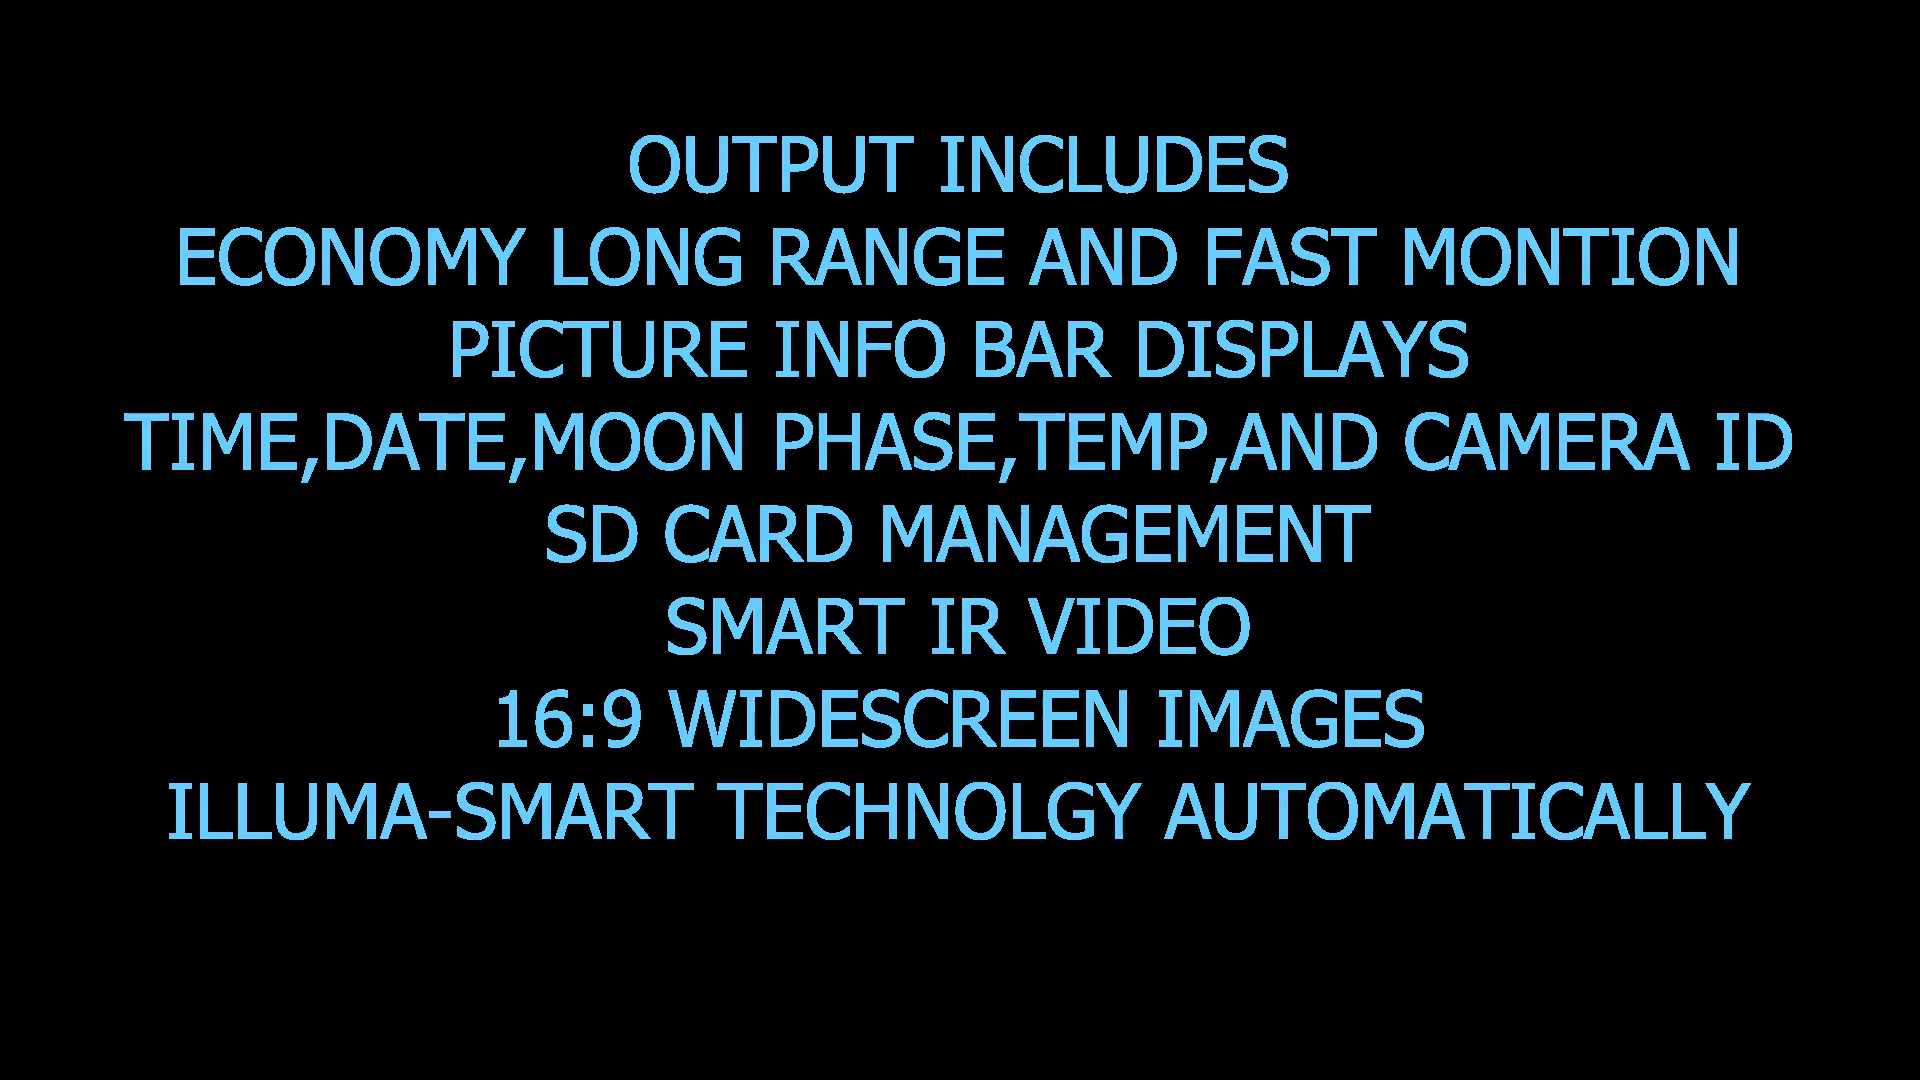 OUTPUT INCLUDES
ECONOMY LONG RANGE AND FAST MONTION
PICTURE INFO BAR DISPLAYS
TIME,DATE,MOON PHASE,TEMP,AND CAMERA ID
SD CARD MANAGEMENT
SMART IR VIDEO
16:9 WIDESCREEN IMAGES
ILLUMA-SMART TECHNOLGY AUTOMATICALLY